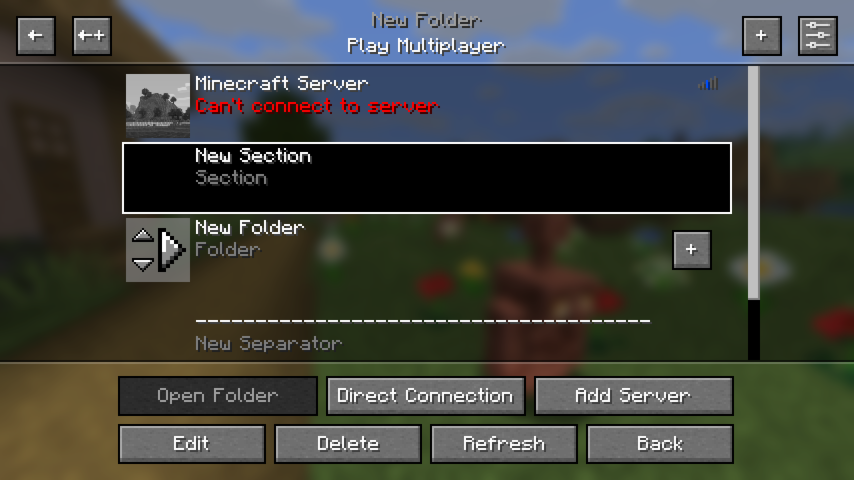 New Folder
Play Multiplayer
Minecraft Server
Can't connect to server
New Section
Section
New Folder
Folder
New Separator
Open Folder
Direct Connection
Add Server
Edit
Delete
Refresh
Back